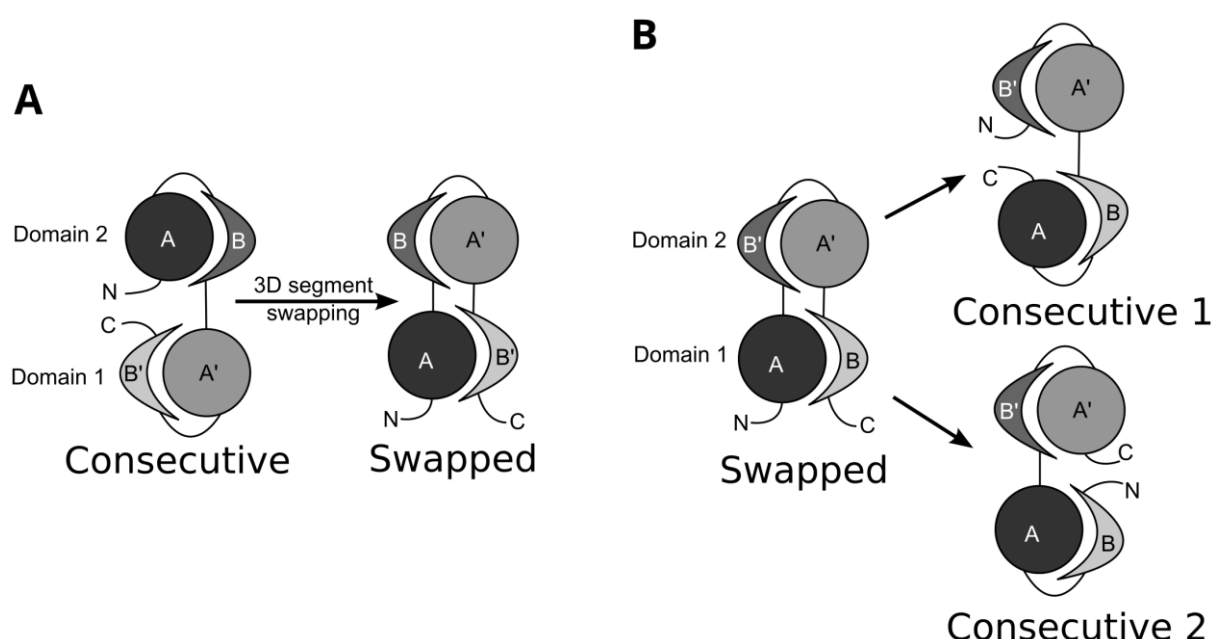 A
Domain 2
A
B
N
C
Domain 1
B'
A'
Consecutive
3D segment
swapping
B
A'
A
B'
N
C
Swapped
B
Domain 2
B'
A'
Domain 1
A
B
N
C
Swapped
B'
A'
N
C
A
B
Consecutive 1
B'
A'
C
N
A
B
Consecutive 2